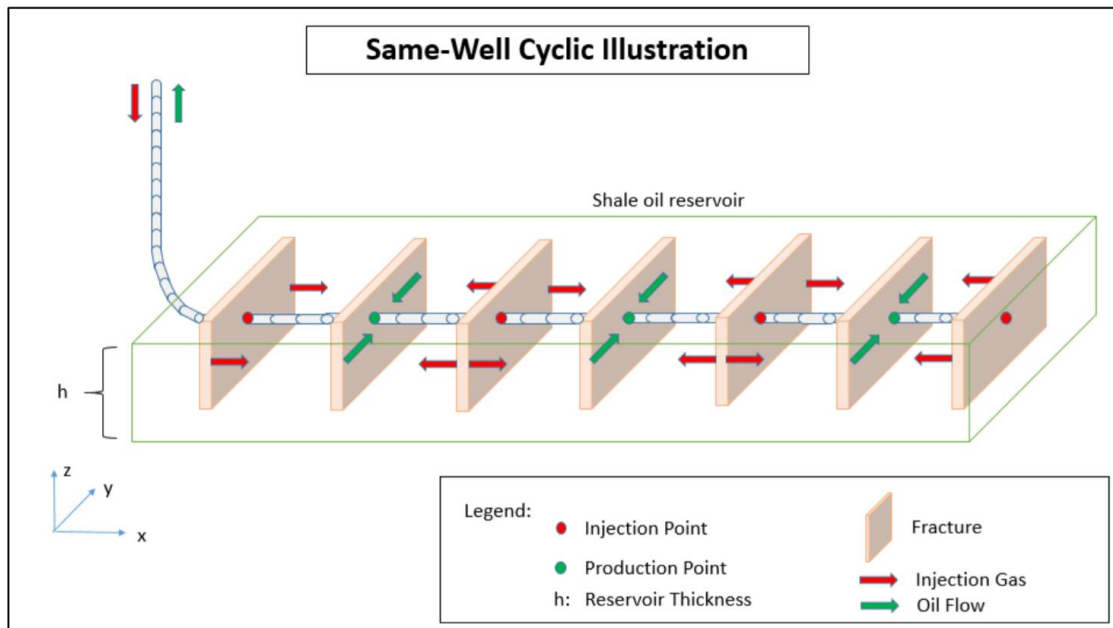 Same-Well Cyclic Illustration
Shale oil reservoir
h
z
y
x
Legend:
Injection Point
Production Point
h: Reservoir Thickness
Fracture
Injection Gas
Oil Flow